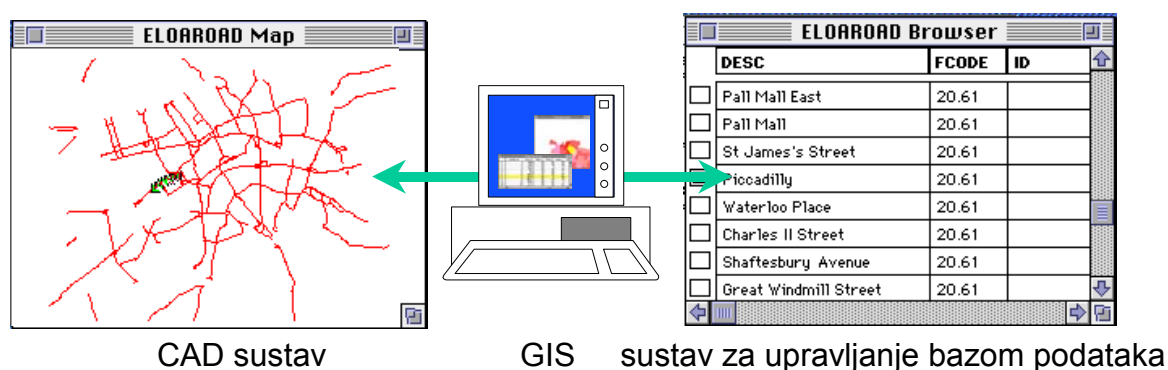 ELOAROAD Map
ELOAROAD Browser
DESC FCODE ID
Pall Mall East 20.61
Pall Mall 20.61
St James's Street 20.61
Piccadilly 20.61
Waterloo Place 20.61
Charles II Street 20.61
Shaftesbury Avenue 20.61
Great Windmill Street 20.61
CAD sustav GIS sustav za upravljanje bazom podataka